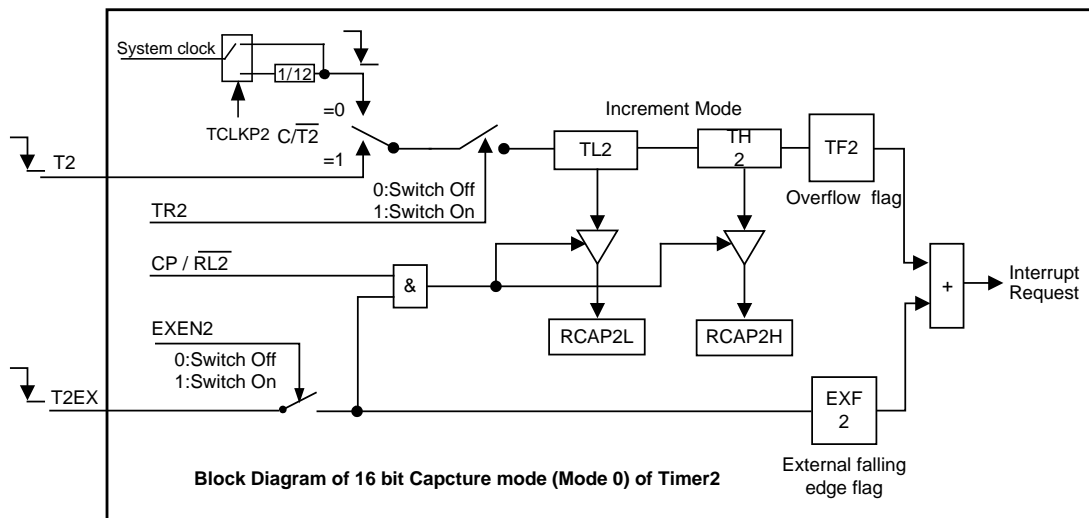 System clock
1/12
TCLKP2
=0
C/T2
=1
T2
TR2
0:Switch Off
1:Switch On
Increment Mode
TL2
TH
2
TF2
Overflow flag
CP / RL2
&
RCAP2L
RCAP2H
+
Interrupt
Request
EXEN2
0:Switch Off
1:Switch On
T2EX
EXF
2
External falling
edge flag
Block Diagram of 16 bit Capcture mode (Mode 0) of Timer2